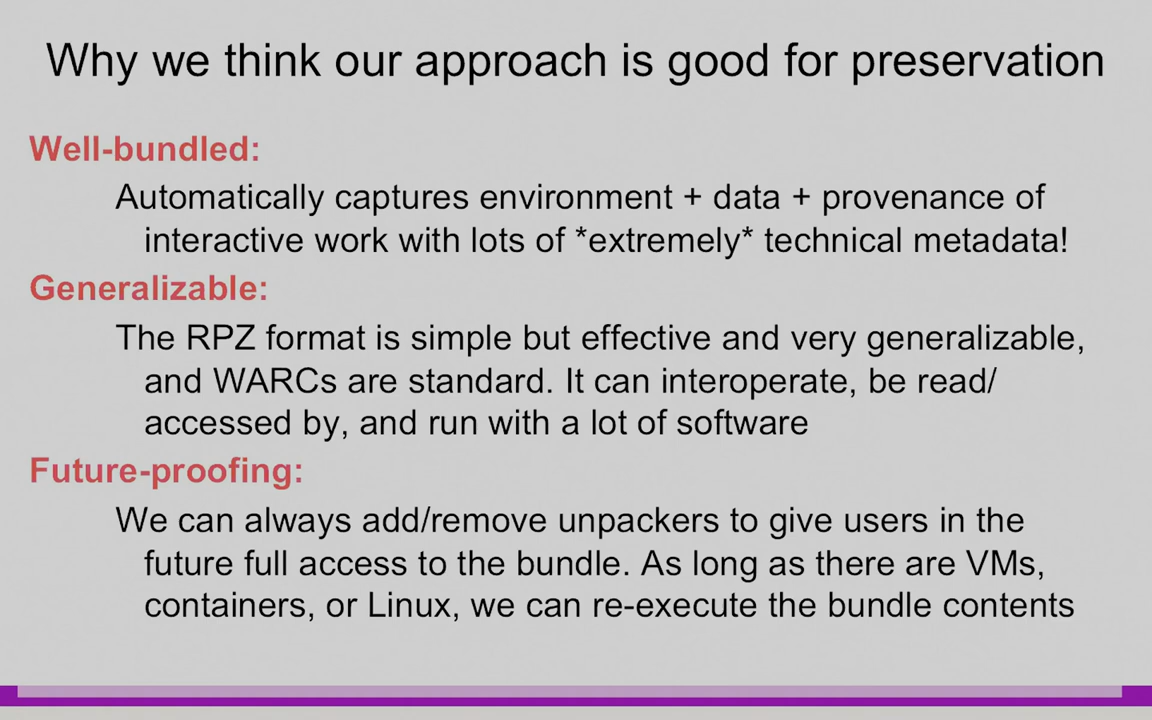 Why we think our approach is good for preservation
Well-bundled:
Automatically captures environment + data + provenance of
interactive work with lots of *extremely* technical metadata!
Generalizable:
The RPZ format is simple but effective and very generalizable,
and WARCs are standard. It can interoperate, be read/
accessed by, and run with a lot of software
Future-proofing:
We can always add/remove unpackers to give users in the
future full access to the bundle. As long as there are VMs,
containers, or Linux, we can re-execute the bundle contents